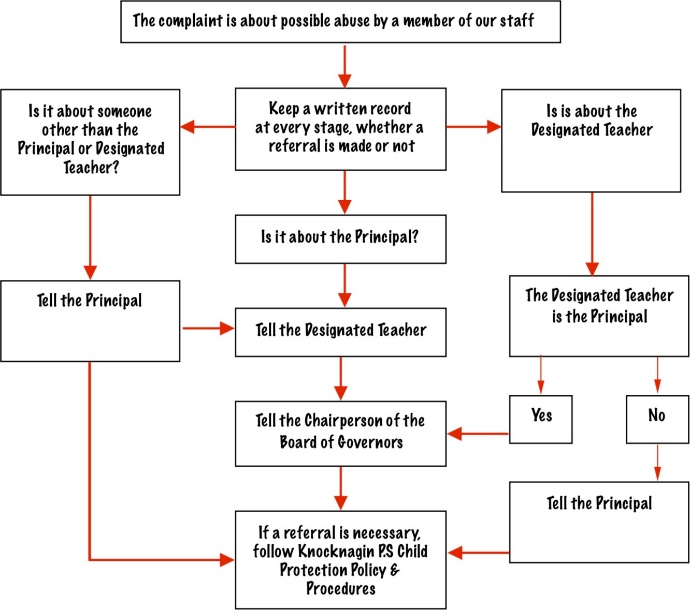 The complaint is about possible abuse by a member of our staff
Is it about someone
other than the
Principal or Designated
Teacher?
Keep a written record
at every stage, whether a
referral is made or not
Is is about the
Designated Teacher
Is it about the Principal?
Tell the Principal
Tell the Designated Teacher
The Designated Teacher
is the Principal
Yes
No
Tell the Chairperson of the
Board of Governors
Tell the Principal
If a referral is necessary,
follow Knocknagin P.S Child
Protection Policy &
Procedures